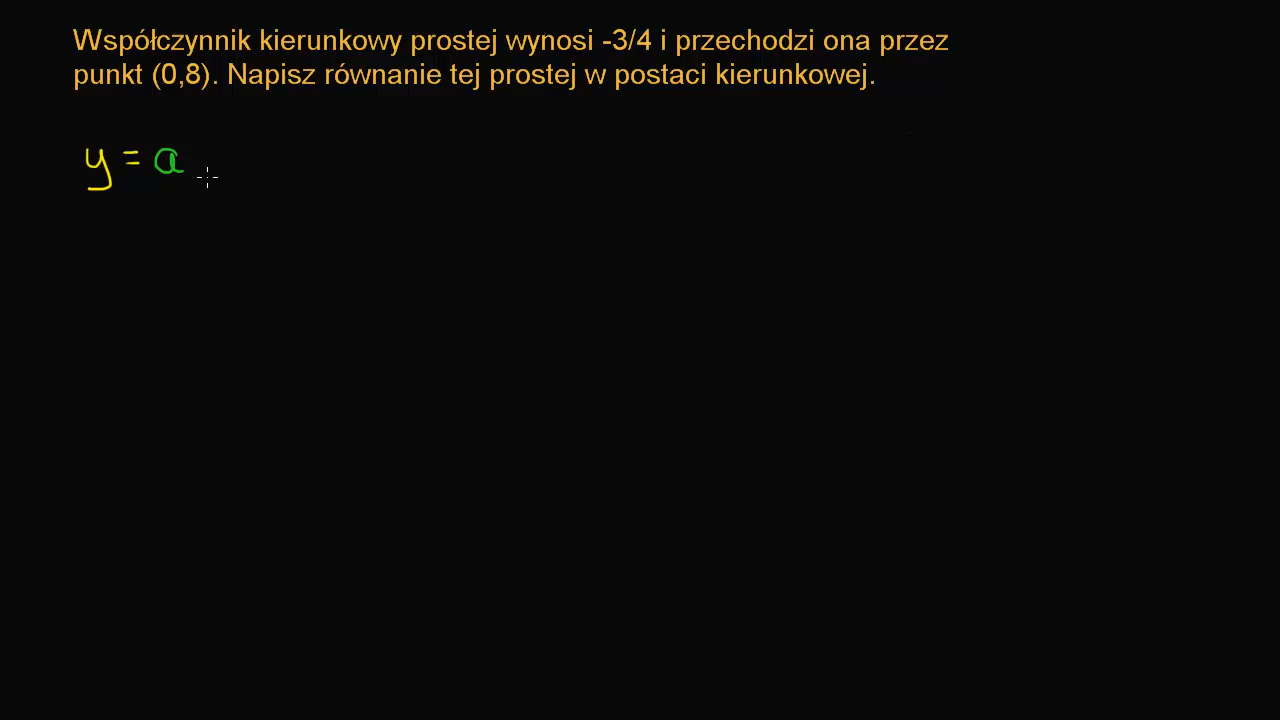 Współczynnik kierunkowy prostej wynosi -3/4 i przechodzi ona przez
punkt (0,8). Napisz równanie tej prostej w postaci kierunkowej.
y = a